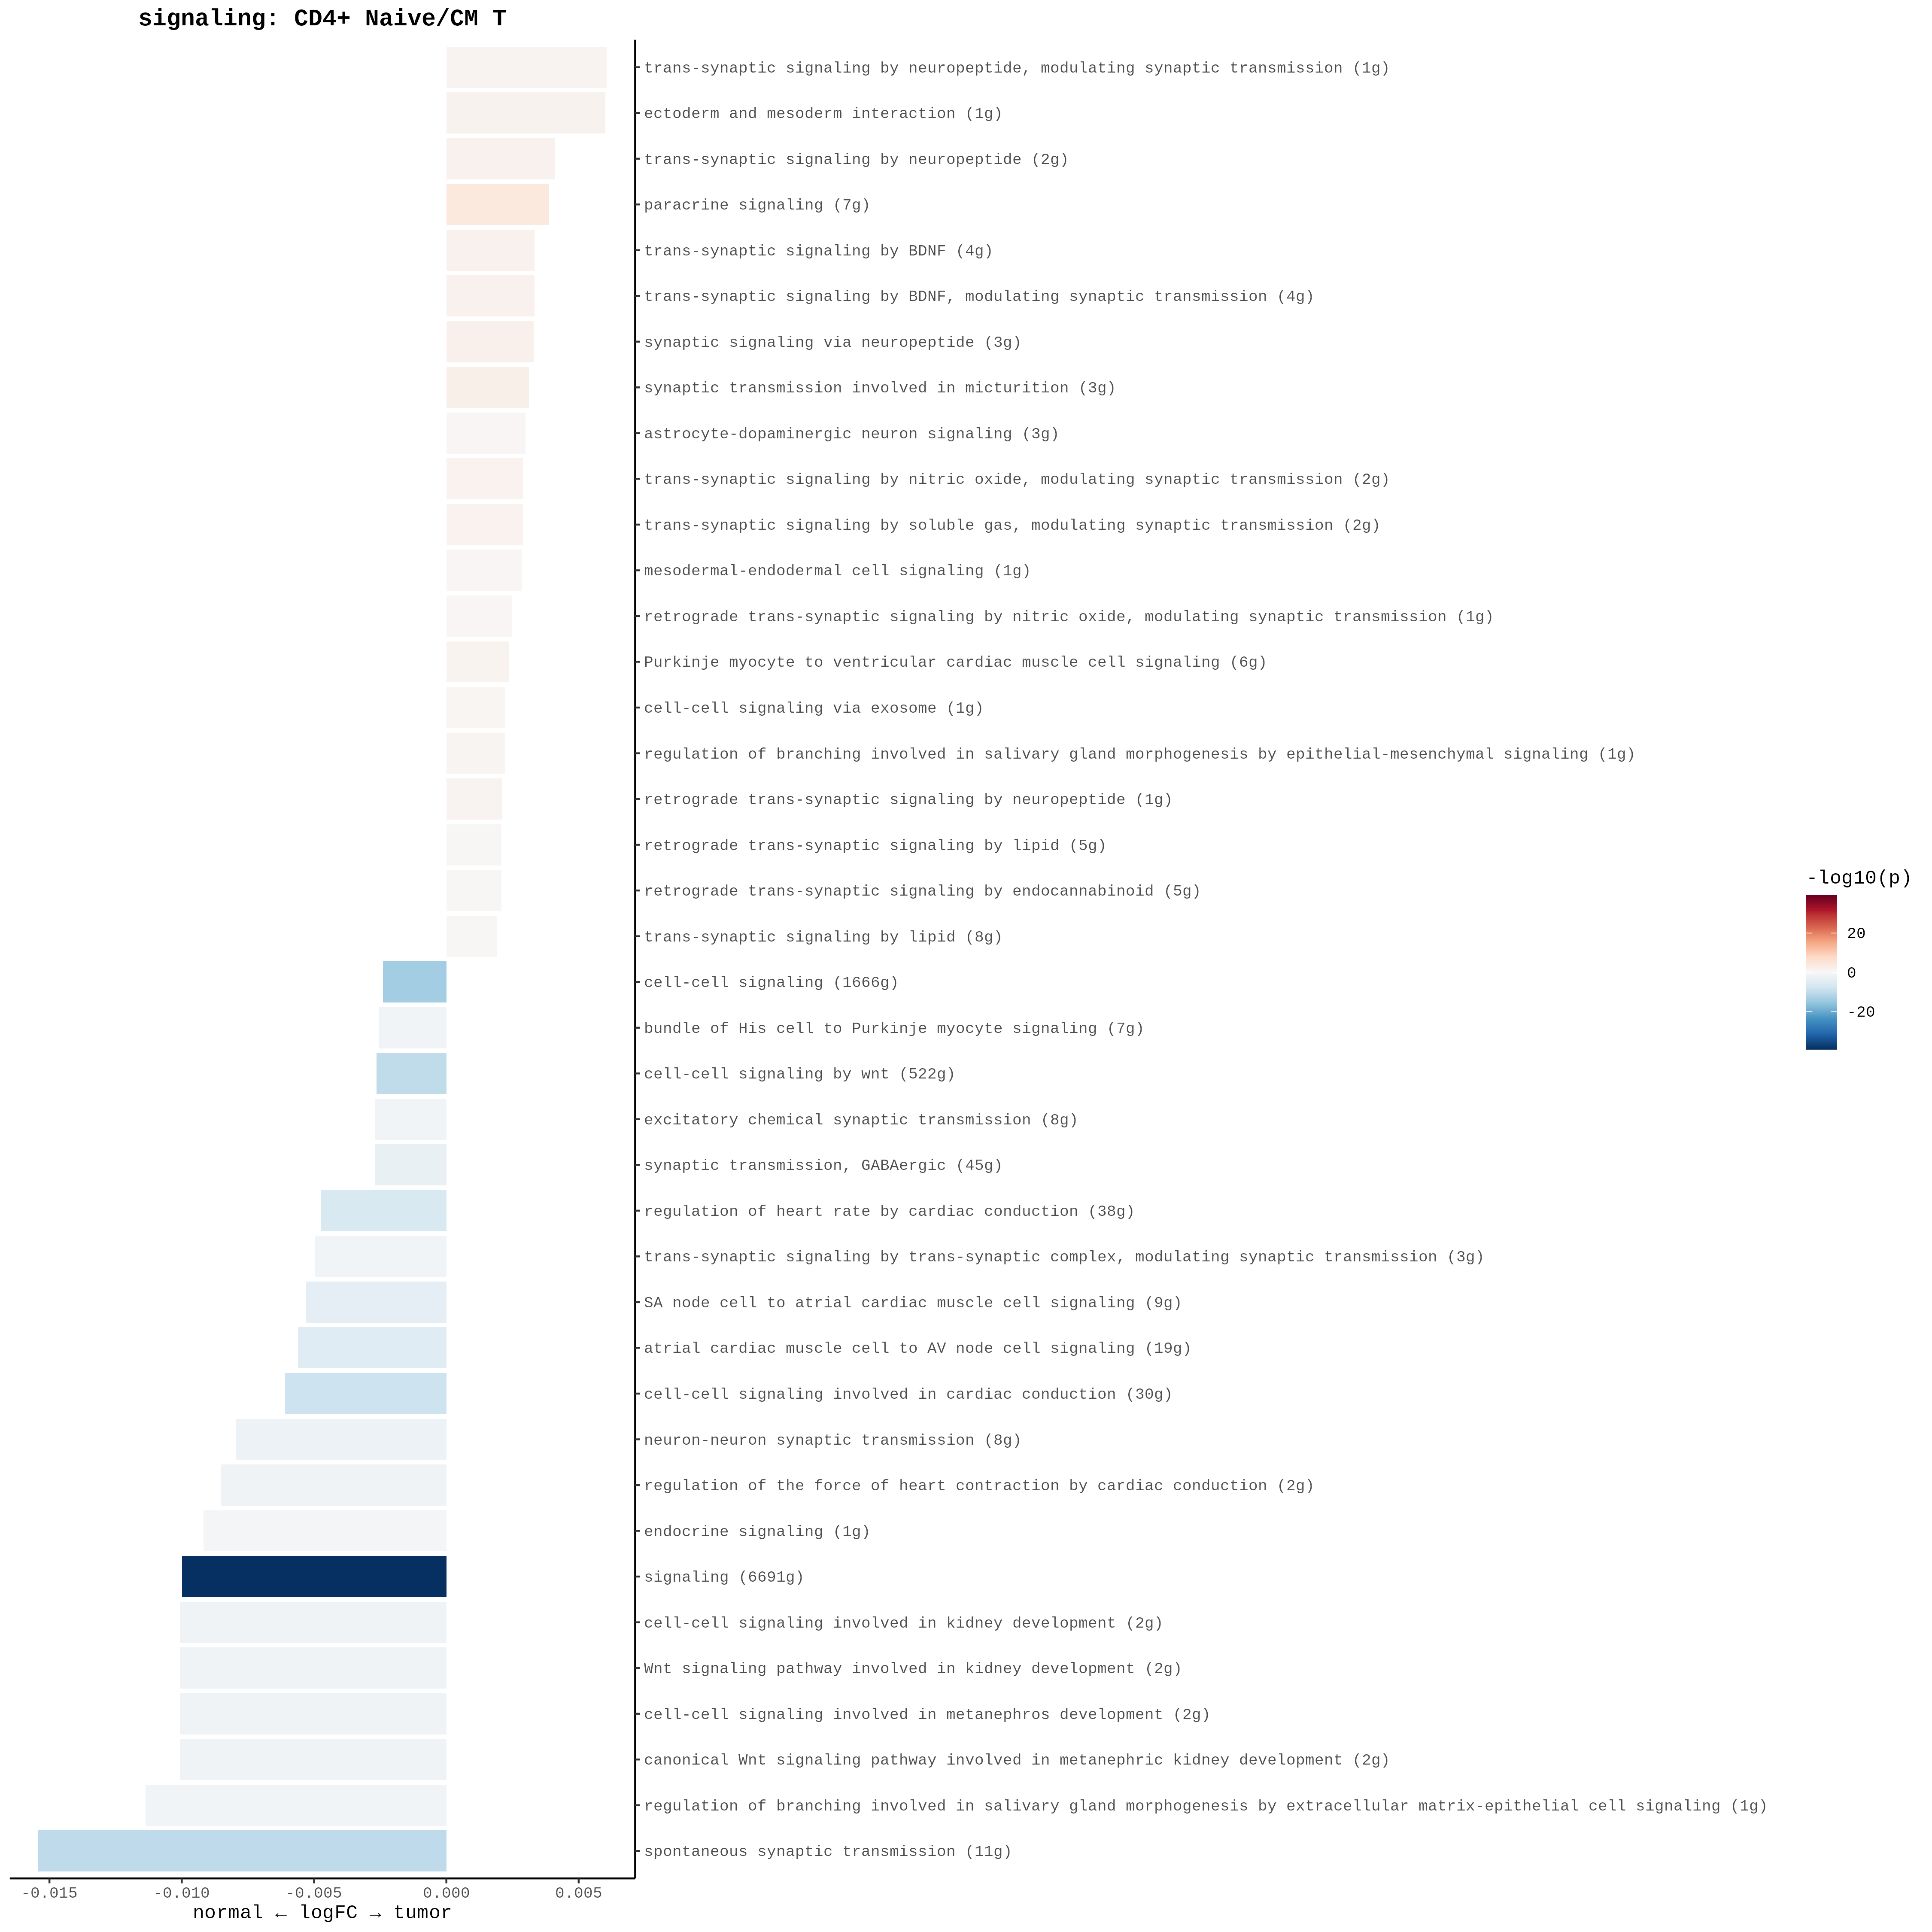 signaling: CD4+ Naive/CM T
trans-synaptic signaling by neuropeptide, modulating synaptic transmission (1g)
ectoderm and mesoderm interaction (1g)
trans-synaptic signaling by neuropeptide (2g)
paracrine signaling (7g)
trans-synaptic signaling by BDNF (4g)
trans-synaptic signaling by BDNF, modulating synaptic transmission (4g)
synaptic signaling via neuropeptide (3g)
synaptic transmission involved in micturition (3g)
astrocyte-dopaminergic neuron signaling (3g)
trans-synaptic signaling by nitric oxide, modulating synaptic transmission (2g)
trans-synaptic signaling by soluble gas, modulating synaptic transmission (2g)
mesodermal-endodermal cell signaling (1g)
retrograde trans-synaptic signaling by nitric oxide, modulating synaptic transmission (1g)
Purkinje myocyte to ventricular cardiac muscle cell signaling (6g)
cell-cell signaling via exosome (1g)
regulation of branching involved in salivary gland morphogenesis by epithelial-mesenchymal signaling (1g)
retrograde trans-synaptic signaling by neuropeptide (1g)
retrograde trans-synaptic signaling by lipid (5g)
retrograde trans-synaptic signaling by endocannabinoid (5g)
trans-synaptic signaling by lipid (8g)
cell-cell signaling (1666g)
bundle of His cell to Purkinje myocyte signaling (7g)
cell-cell signaling by wnt (522g)
excitatory chemical synaptic transmission (8g)
synaptic transmission, GABAergic (45g)
regulation of heart rate by cardiac conduction (38g)
trans-synaptic signaling by trans-synaptic complex, modulating synaptic transmission (3g)
SA node cell to atrial cardiac muscle cell signaling (9g)
atrial cardiac muscle cell to AV node cell signaling (19g)
cell-cell signaling involved in cardiac conduction (30g)
neuron-neuron synaptic transmission (8g)
regulation of the force of heart contraction by cardiac conduction (2g)
endocrine signaling (1g)
signaling (6691g)
cell-cell signaling involved in kidney development (2g)
Wnt signaling pathway involved in kidney development (2g)
cell-cell signaling involved in metanephros development (2g)
canonical Wnt signaling pathway involved in metanephric kidney development (2g)
regulation of branching involved in salivary gland morphogenesis by extracellular matrix-epithelial cell signaling (1g)
spontaneous synaptic transmission (11g)
-0.015 -0.010 -0.005 0.000 0.005
normal ← logFC → tumor
-log10(p)
20
0
-20